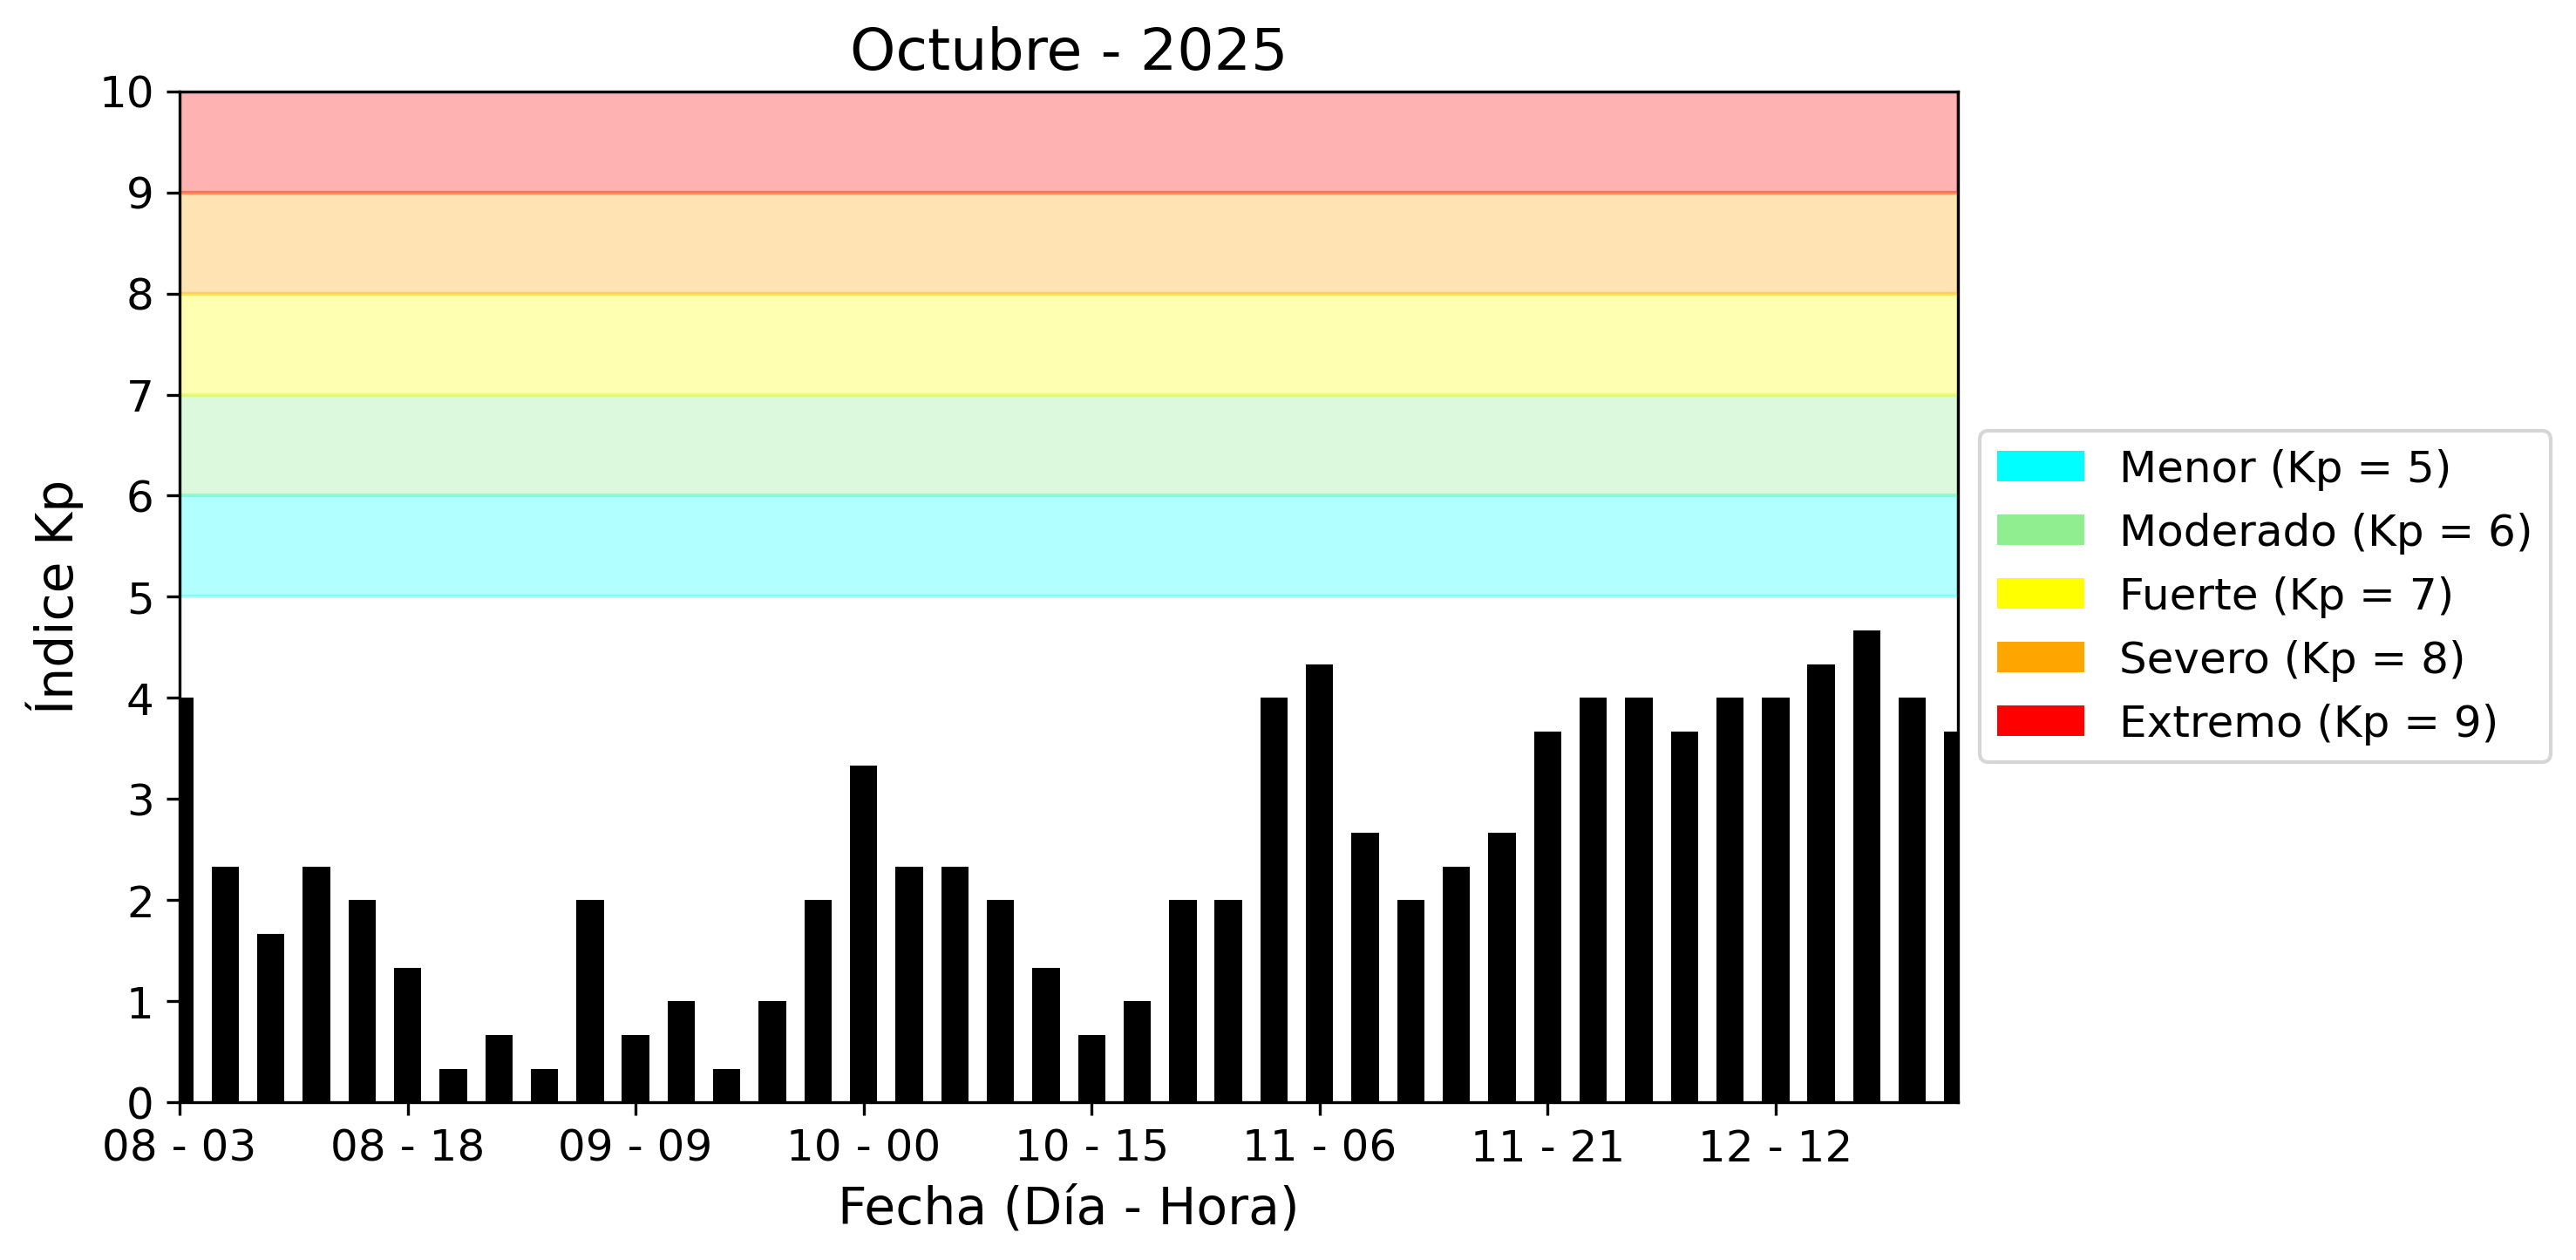 Octubre - 2025
10
9
8
7
6
5
4
3
2
1
0
Índice Kp
08 - 03
08 - 18
09 - 09
10 - 00
10 - 15
11 - 06
11 - 21
12 - 12
Fecha (Día - Hora)
Menor (Kp = 5)
Moderado (Kp = 6)
Fuerte (Kp = 7)
Severo (Kp = 8)
Extremo (Kp = 9)